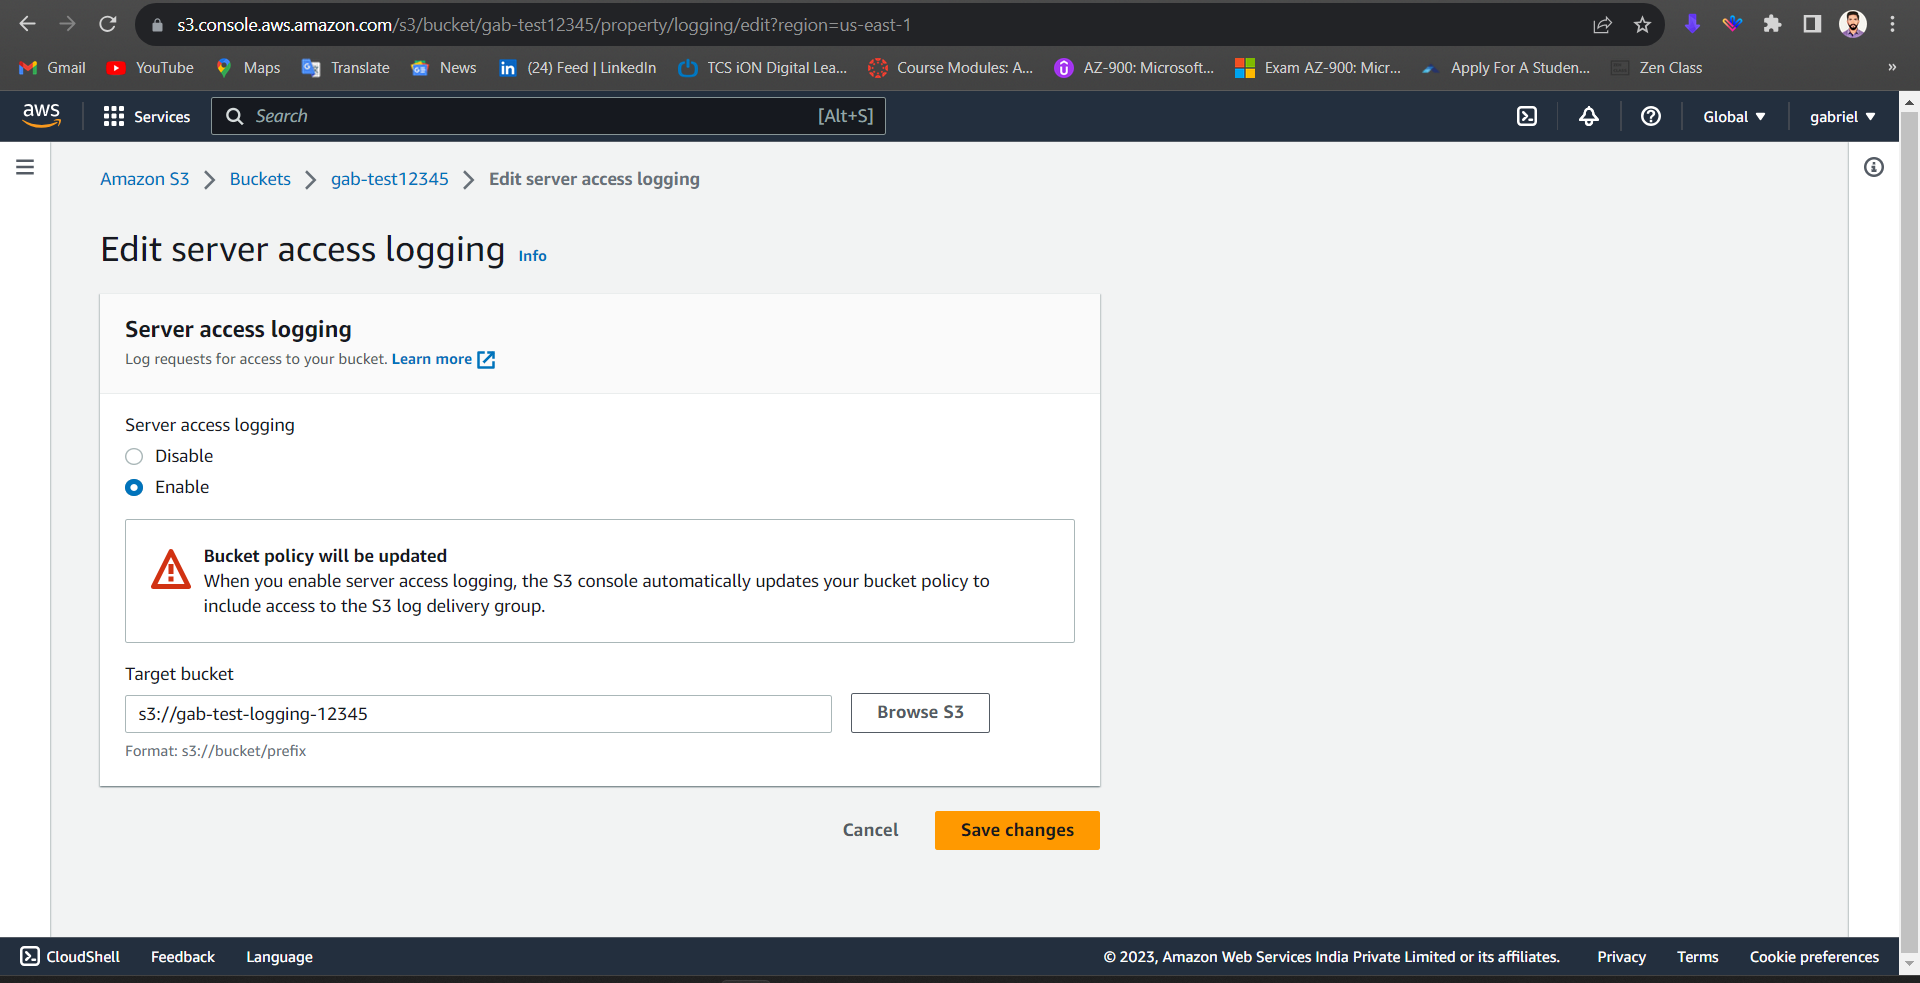 s3.console.aws.amazon.com/s3/bucket/gab-test12345/property/logging/edit?region=us-east-1
Gmail YouTube Maps Translate News (24) Feed | LinkedIn TCS iON Digital Lea... Course Modules: A... AZ-900: Microsoft... Exam AZ-900: Micr... Apply For A Studen... Zen Class »
aws Services Search [Alt+S] Global gabriel
Amazon S3 Buckets gab-test12345 Edit server access logging
Edit server access logging Info
Server access logging
Log requests for access to your bucket. Learn more
Server access logging
Disable
Enable
Bucket policy will be updated
When you enable server access logging, the S3 console automatically updates your bucket policy to
include access to the S3 log delivery group.
Target bucket
s3://gab-test-logging-12345 Browse S3
Format: s3://bucket/prefix
Cancel Save changes
CloudShell Feedback Language © 2023, Amazon Web Services India Private Limited or its affiliates. Privacy Terms Cookie preferences